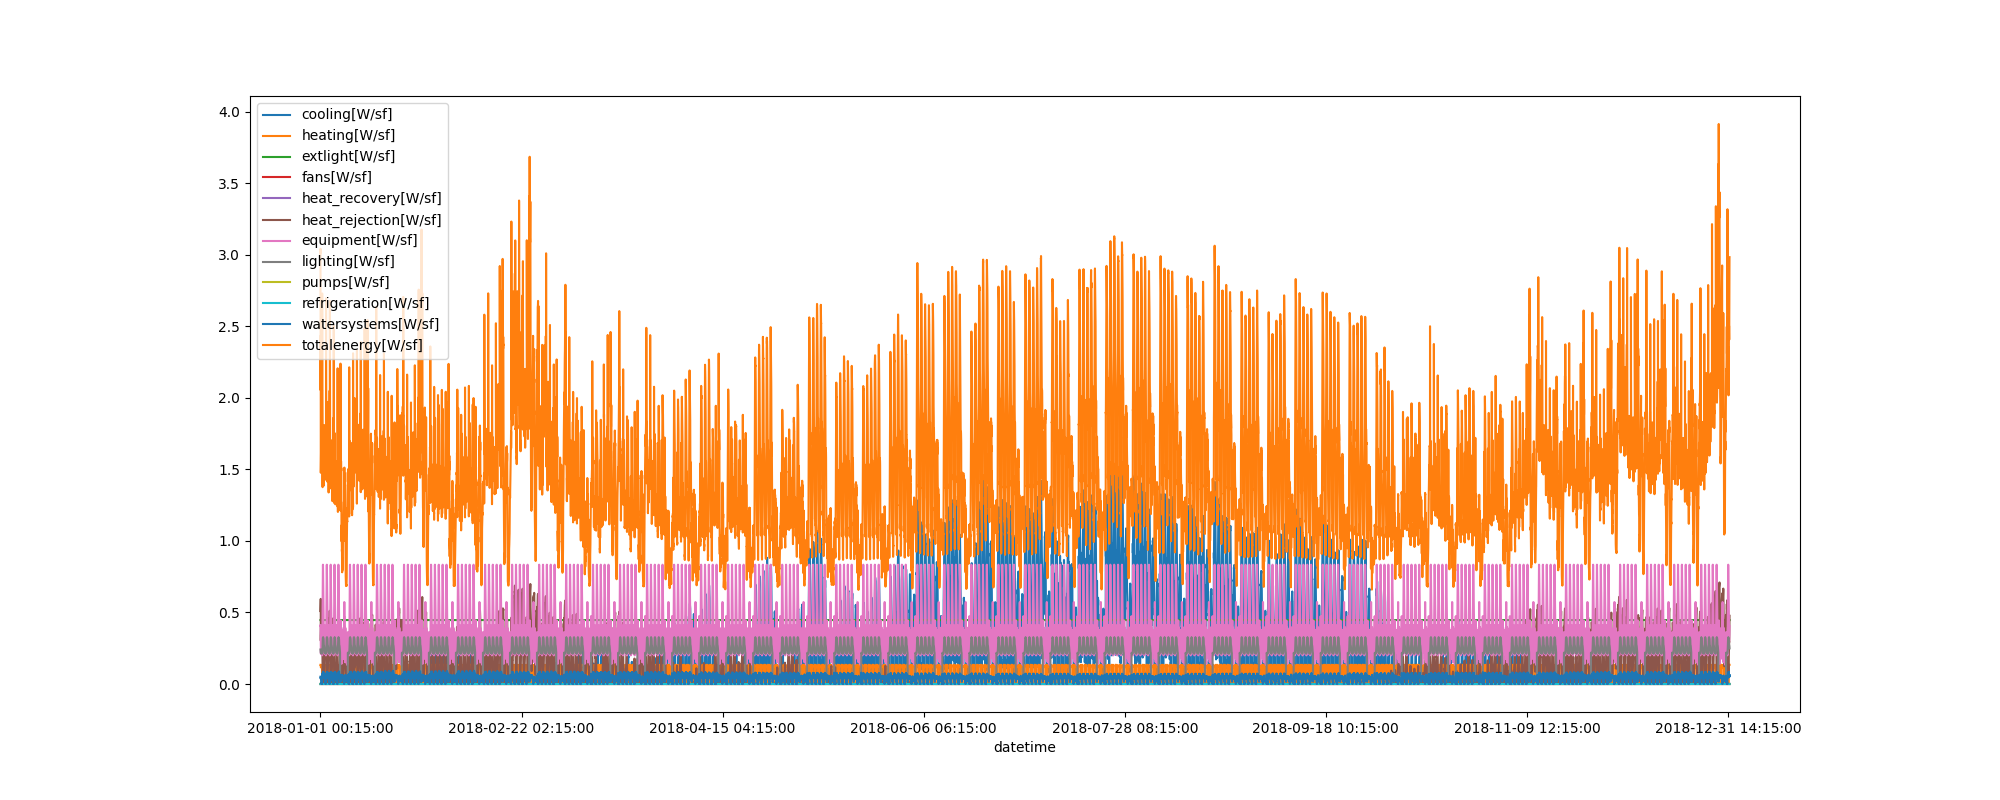 4.0
3.5
3.0
2.5
2.0
1.5
1.0
0.5
0.0
cooling[W/sf]
heating[W/sf]
extlight[W/sf]
fans[W/sf]
heat_recovery[W/sf]
heat_rejection[W/sf]
equipment[W/sf]
lighting[W/sf]
pumps[W/sf]
refrigeration[W/sf]
watersystems[W/sf]
totalenergy[W/sf]
2018-01-01 00:15:00 2018-02-22 02:15:00 2018-04-15 04:15:00 2018-06-06 06:15:00 2018-07-28 08:15:00 2018-09-18 10:15:00 2018-11-09 12:15:00 2018-12-31 14:15:00
datetime